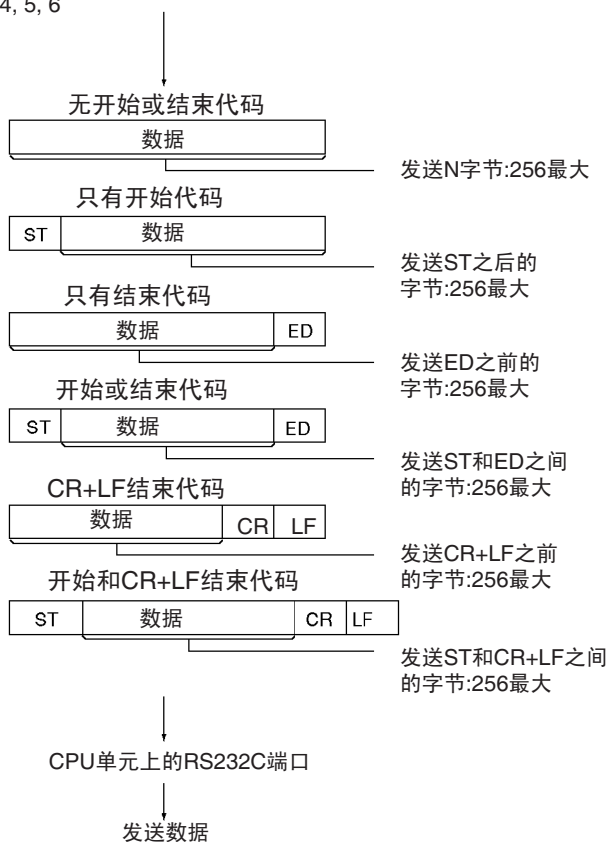 4, 5, 6
无开始或结束代码
数据
发送N字节:256最大
只有开始代码
ST 数据
发送ST之后的
字节:256最大
只有结束代码
数据 ED
发送ED之前的
字节:256最大
开始或结束代码
ST 数据 ED
发送ST和ED之间
的字节:256最大
CR+LF结束代码
数据 CR LF
发送CR+LF之前
的字节:256最大
开始和CR+LF结束代码
ST 数据 CR LF
发送ST和CR+LF之间
的字节:256最大
CPU单元上的RS232C端口
发送数据